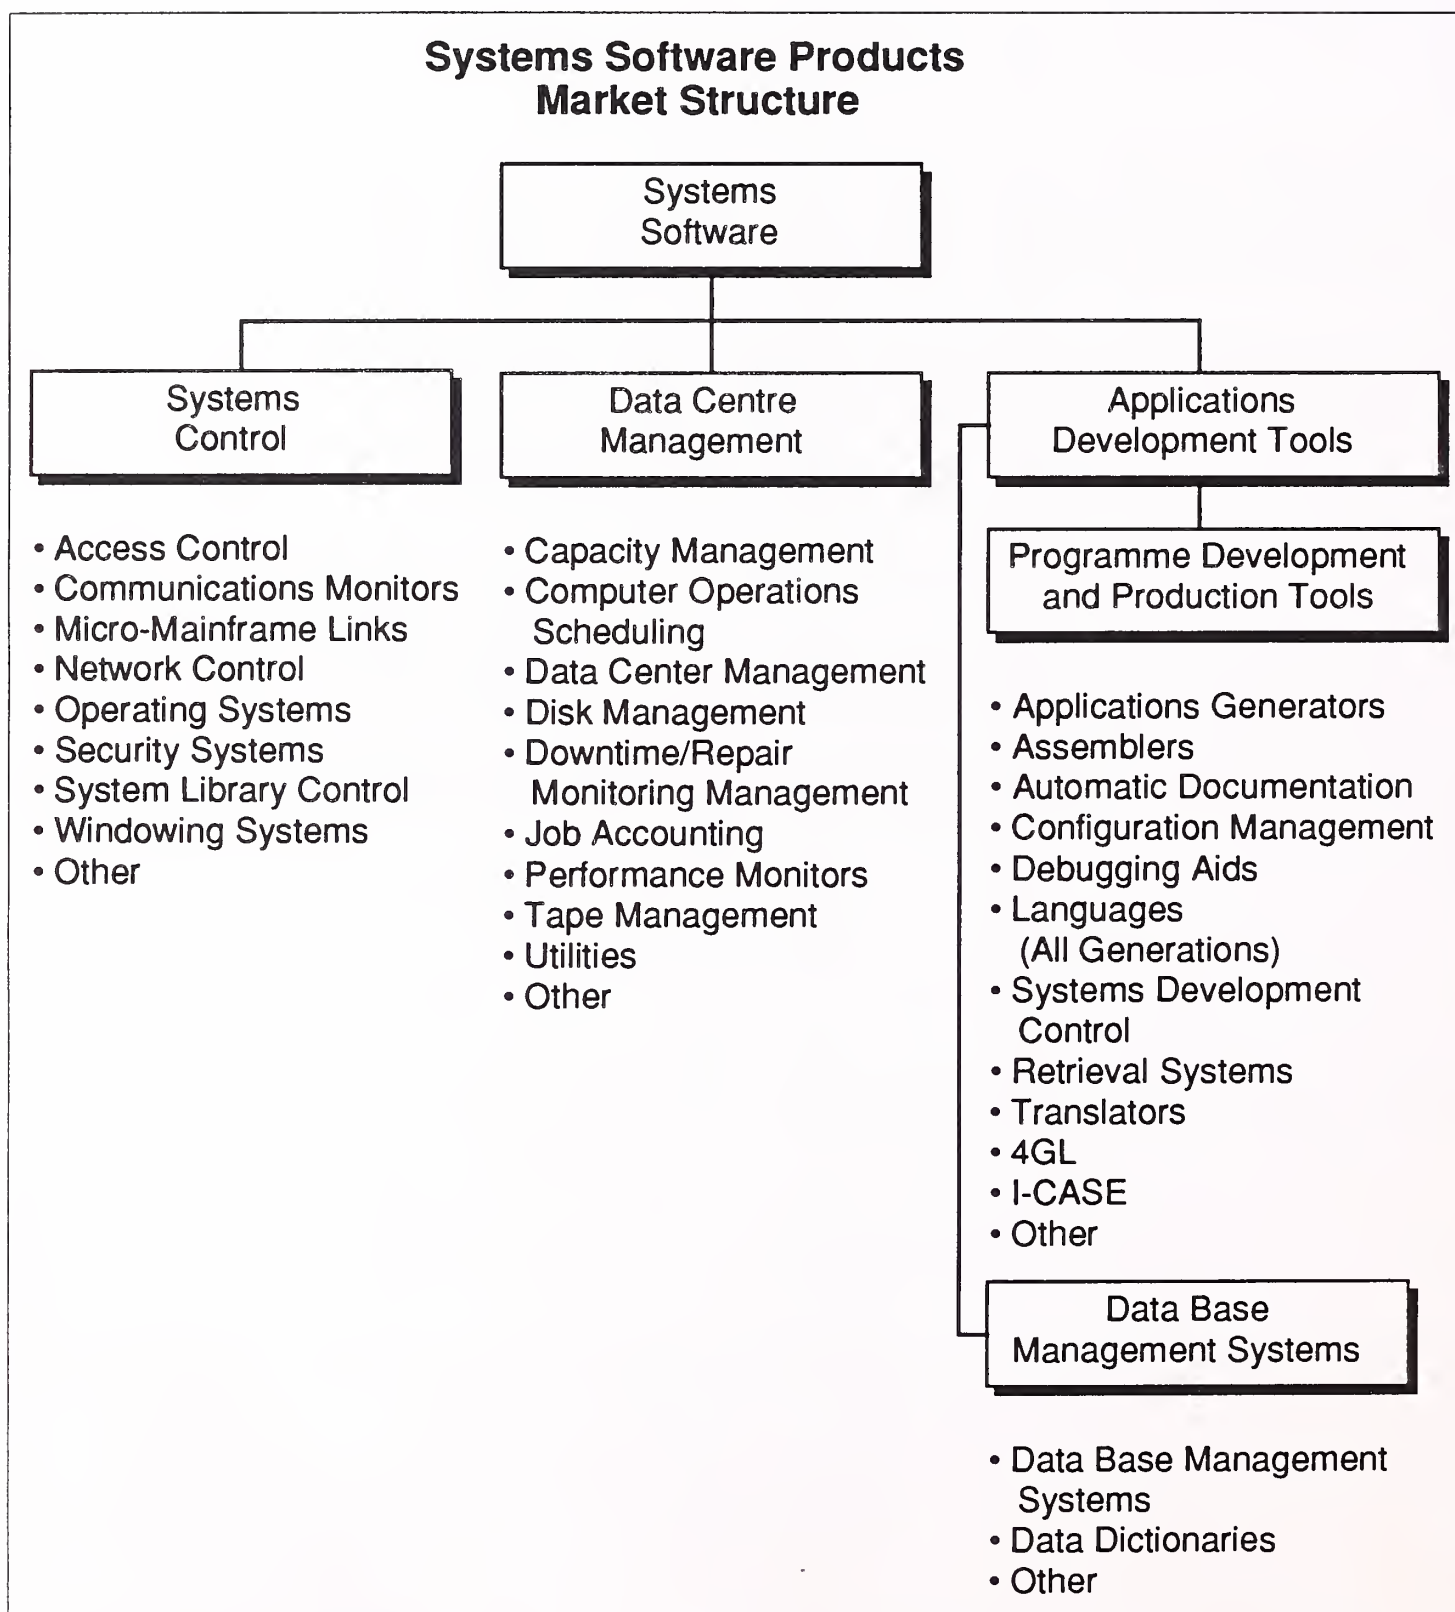 Systems Software Products
Market Structure
Systems
Software
Systems
Control
• Access Control
• Communications Monitors
• Micro-Mainframe Links
• Network Control
• Operating Systems
• Security Systems
• System Library Control
• Windowing Systems
• Other
Data Centre
Management
• Capacity Management
• Computer Operations
Scheduling
• Data Center Management
• Disk Management
• Downtime/Repair
Monitoring Management
• Job Accounting
• Performance Monitors
• Tape Management
• Utilities
• Other
Applications
Development Tools
Programme Development
and Production Tools
• Applications Generators
• Assemblers
• Automatic Documentation
• Configuration Management
• Debugging Aids
• Languages
(All Generations)
• Systems Development
Control
• Retrieval Systems
• Translators
• 4GL
• I-CASE
• Other
Data Base
Management Systems
• Data Base Management
Systems
• Data Dictionaries
• Other